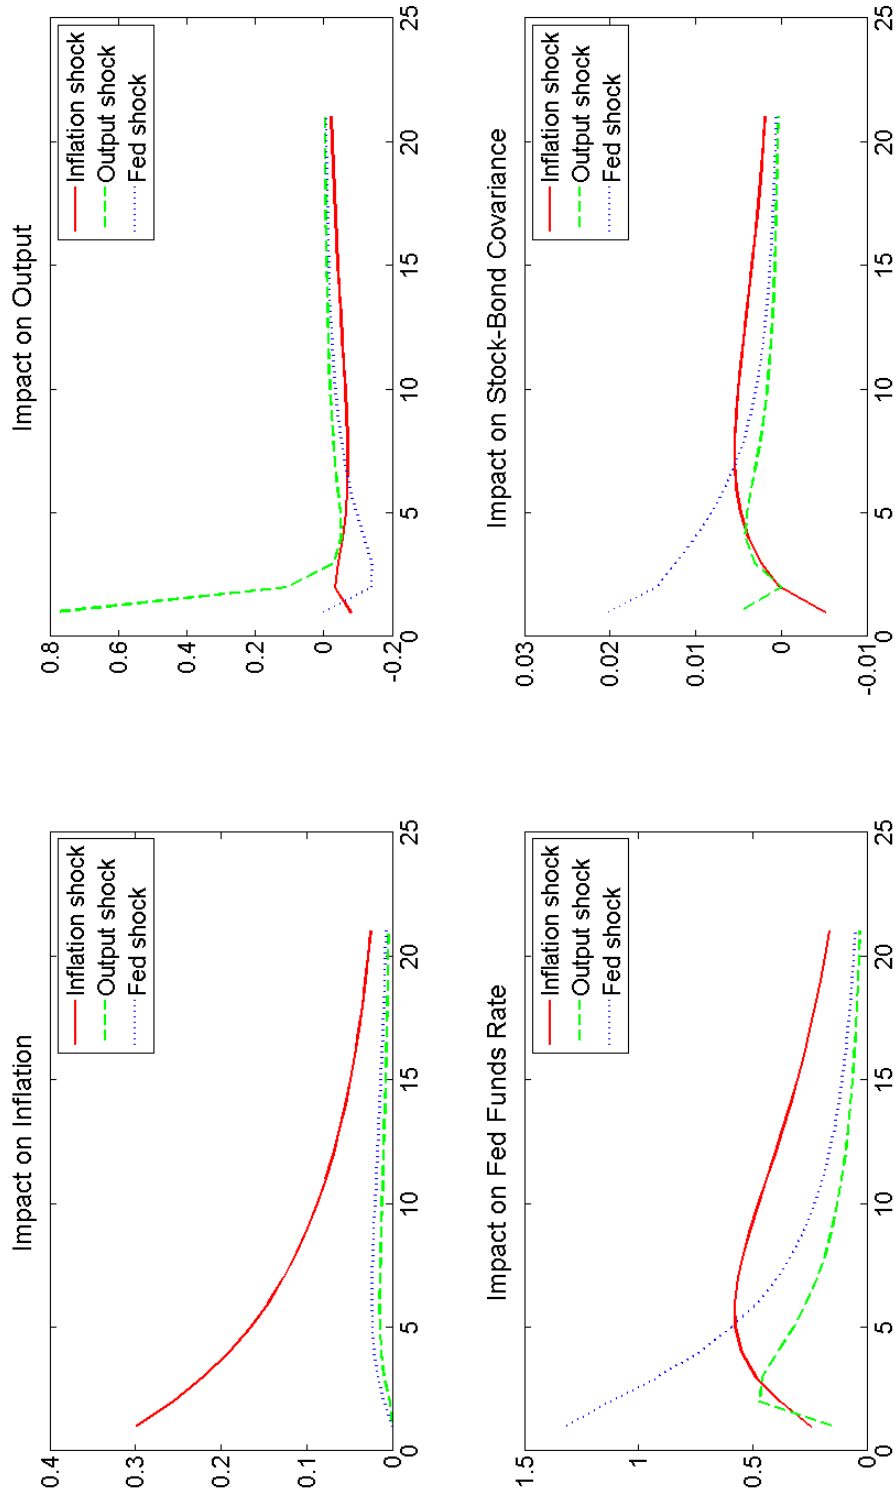 Impact on Inflation
0.4
0.3
0.2
0.1
0
0 5 10 15 20 25
Inflation shock
Output shock
Fed shock
Impact on Output
0.8
0.6
0.4
0.2
0
-0.2
0 5 10 15 20 25
Inflation shock
Output shock
Fed shock
Impact on Fed Funds Rate
1.5
1
0.5
0
0 5 10 15 20 25
Inflation shock
Output shock
Fed shock
Impact on Stock-Bond Covariance
0.03
0.02
0.01
0
-0.01
0 5 10 15 20 25
Inflation shock
Output shock
Fed shock